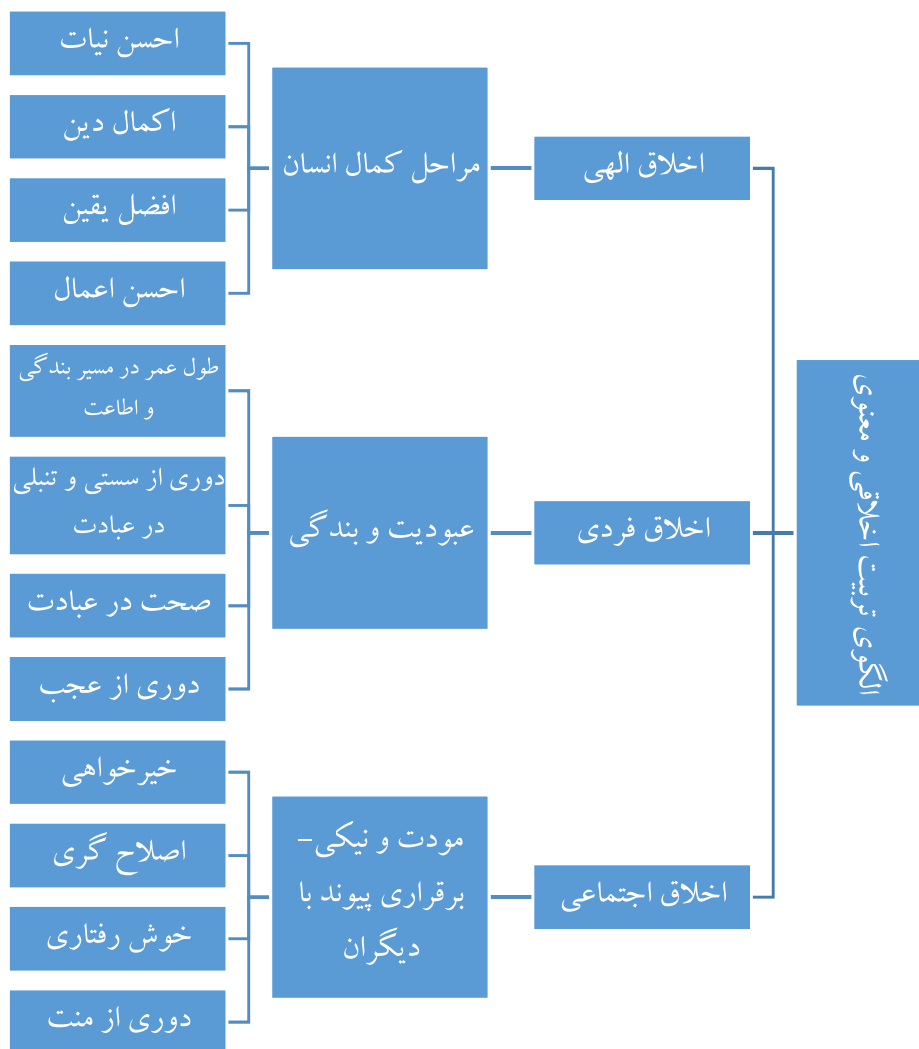 الگوی تربیت اخلاقی و معنوی
اخلاق الهی
مراحل کمال انسان
احسن نیات
اکمال دین
افضل یقین
احسن اعمال
اخلاق فردی
عبودیت و بندگی
طول عمر در مسیر بندگی
و اطاعت
دوری از سستی و تنبلی
در عبادت
صحت در عبادت
دوری از عجب
اخلاق اجتماعی
مودت و نیکی-
برقراری پیوند با
دیگران
خیرخواهی
اصلاح گری
خوش رفتاری
دوری از منت